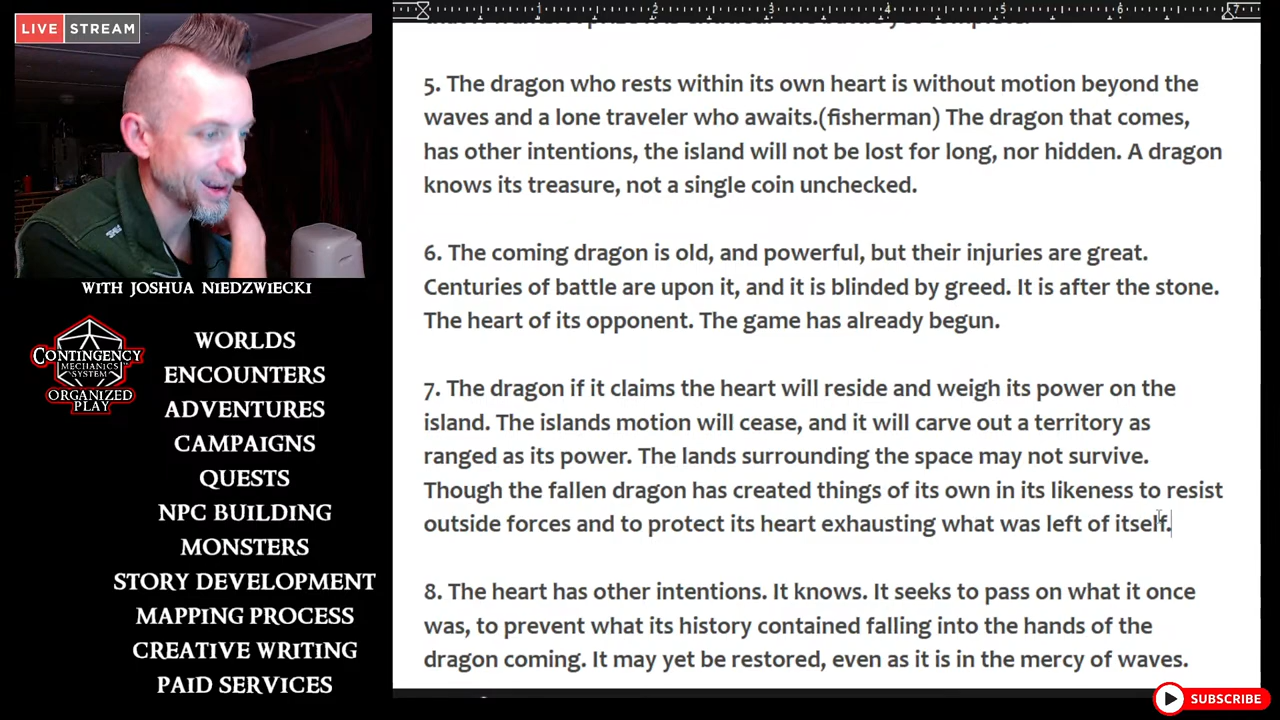 LIVE STREAM
WITH JOSHUA NIEDZWIECKI
CONTINGENCY
MECHANICS
SYSTEM
ORGANIZED
PLAY
WORLDS
ENCOUNTERS
ADVENTURES
CAMPAIGNS
QUESTS
NPC BUILDING
MONSTERS
STORY DEVELOPMENT
MAPPING PROCESS
CREATIVE WRITING
PAID SERVICES
1 2 3 4 5 6 7
5. The dragon who rests within its own heart is without motion beyond the
waves and a lone traveler who awaits.(fisherman) The dragon that comes,
has other intentions, the island will not be lost for long, nor hidden. A dragon
knows its treasure, not a single coin unchecked.
6. The coming dragon is old, and powerful, but their injuries are great.
Centuries of battle are upon it, and it is blinded by greed. It is after the stone.
The heart of its opponent. The game has already begun.
7. The dragon if it claims the heart will reside and weigh its power on the
island. The islands motion will cease, and it will carve out a territory as
ranged as its power. The lands surrounding the space may not survive.
Though the fallen dragon has created things of its own in its likeness to resist
outside forces and to protect its heart exhausting what was left of itself.
8. The heart has other intentions. It knows. It seeks to pass on what it once
was, to prevent what its history contained falling into the hands of the
dragon coming. It may yet be restored, even as it is in the mercy of waves.
SUBSCRIBE